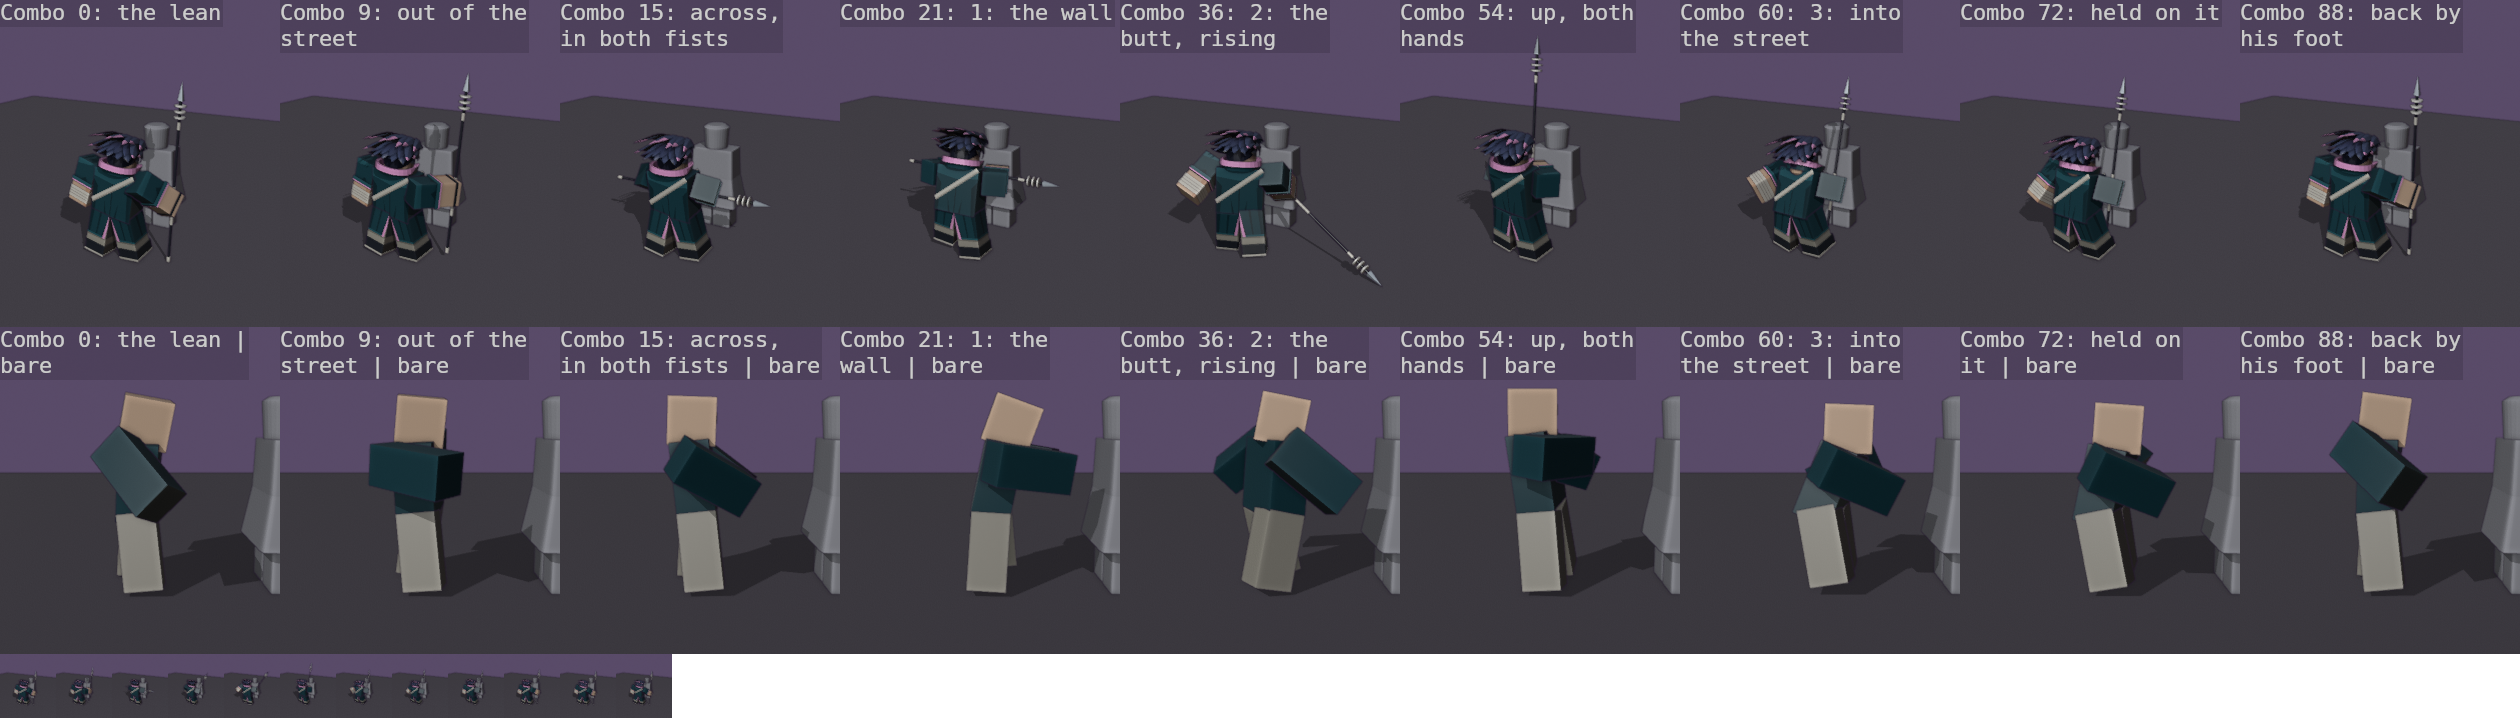 Combo 0: the lean
Combo 9: out of the
street
Combo 15: across,
in both fists
Combo 21: 1: the wall
Combo 36: 2: the
butt, rising
Combo 54: up, both
hands
Combo 60: 3: into
the street
Combo 72: held on it
Combo 88: back by
his foot
Combo 0: the lean |
bare
Combo 9: out of the
street | bare
Combo 15: across,
in both fists | bare
Combo 21: 1: the
wall | bare
Combo 36: 2: the
butt, rising | bare
Combo 54: up, both
hands | bare
Combo 60: 3: into
the street | bare
Combo 72: held on
it | bare
Combo 88: back by
his foot | bare